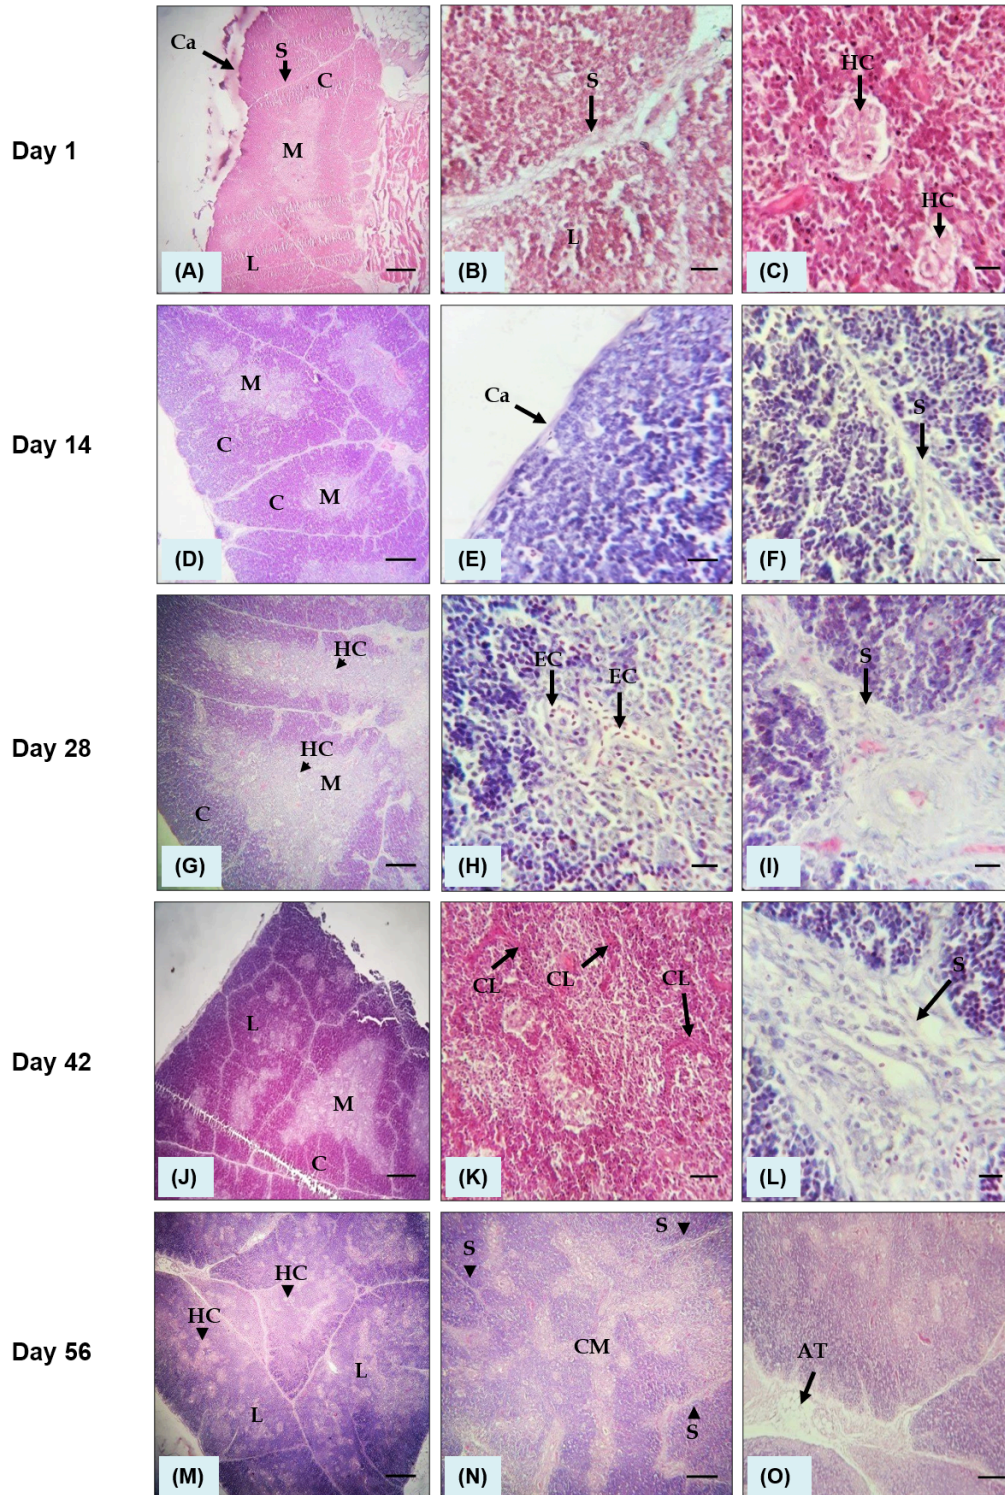 Day 1
Ca
S
C
M
L
(A)
S
L
(B)
HC
HC
(C)
Day 14
M
C
C
M
(D)
Ca
(E)
S
(F)
Day 28
HC
HC
M
C
(G)
EC
EC
(H)
S
(I)
Day 42
L
M
C
(J)
CL
CL
CL
(K)
S
(L)
Day 56
HC
HC
L
L
(M)
S
S
CM
S
(N)
AT
(O)